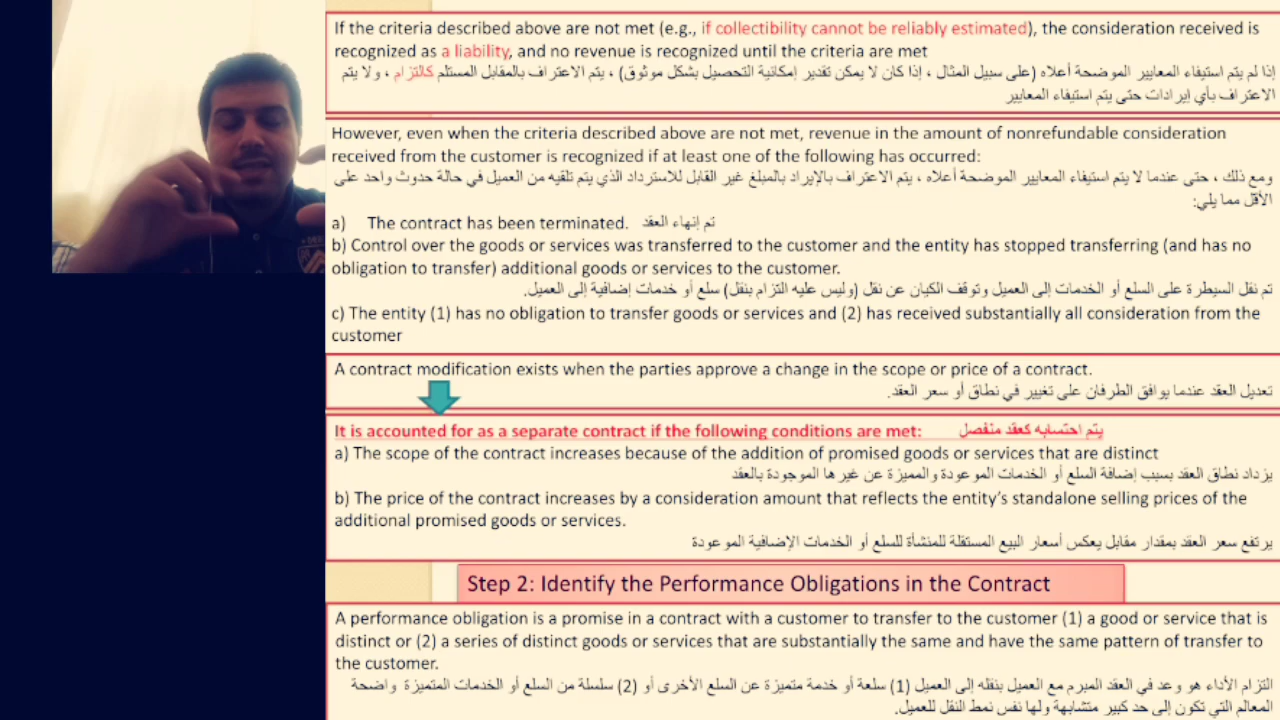 If the criteria described above are not met (e.g., if collectibility cannot be reliably estimated), the consideration received is
recognized as a liability, and no revenue is recognized until the criteria are met
إذا لم يتم استيفاء المعايير الموضحة أعلاه (على سبيل المثال ، إذا كان لا يمكن تقدير إمكانية التحصيل بشكل موثوق) ، يتم الاعتراف بالمقابل المستلم كالتزام ، ولا يتم
الاعتراف بأي إيرادات حتى يتم استيفاء المعايير
However, even when the criteria described above are not met, revenue in the amount of nonrefundable consideration
received from the customer is recognized if at least one of the following has occurred:
ومع ذلك ، حتى عندما لا يتم استيفاء المعايير الموضحة أعلاه ، يتم الاعتراف بالإيراد بالمبلغ غير القابل للاسترداد الذي يتم تلقيه من العميل في حالة حدوث واحد على
الأقل مما يلي:
a) The contract has been terminated. تم إنهاء العقد
b) Control over the goods or services was transferred to the customer and the entity has stopped transferring (and has no
obligation to transfer) additional goods or services to the customer.
تم نقل السيطرة على السلع أو الخدمات إلى العميل وتوقف الكيان عن نقل (وليس عليه التزام بنقل) سلع أو خدمات إضافية إلى العميل.
c) The entity (1) has no obligation to transfer goods or services and (2) has received substantially all consideration from the
customer
A contract modification exists when the parties approve a change in the scope or price of a contract.
تعديل العقد عندما يوافق الطرفان على تغيير في نطاق أو سعر العقد.
It is accounted for as a separate contract if the following conditions are met: يتم احتسابه كعقد منفصل
a) The scope of the contract increases because of the addition of promised goods or services that are distinct
يزداد نطاق العقد بسبب إضافة السلع أو الخدمات الموعودة والمميزة عن غيرها الموجودة بالعقد
b) The price of the contract increases by a consideration amount that reflects the entity's standalone selling prices of the
additional promised goods or services.
يرتفع سعر العقد بمقدار مقابل يعكس أسعار البيع المستقلة للمنشأة للسلع أو الخدمات الإضافية الموعودة
Step 2: Identify the Performance Obligations in the Contract
A performance obligation is a promise in a contract with a customer to transfer to the customer (1) a good or service that is
distinct or (2) a series of distinct goods or services that are substantially the same and have the same pattern of transfer to
the customer.
التزام الأداء هو وعد في العقد المبرم مع العميل بنقله إلى العميل (1) سلعة أو خدمة متميزة عن السلع الأخرى أو (2) سلسلة من السلع أو الخدمات المتميزة واضحة
المعالم التي تكون إلى حد كبير متشابهة ولها نفس نمط النقل للعميل.